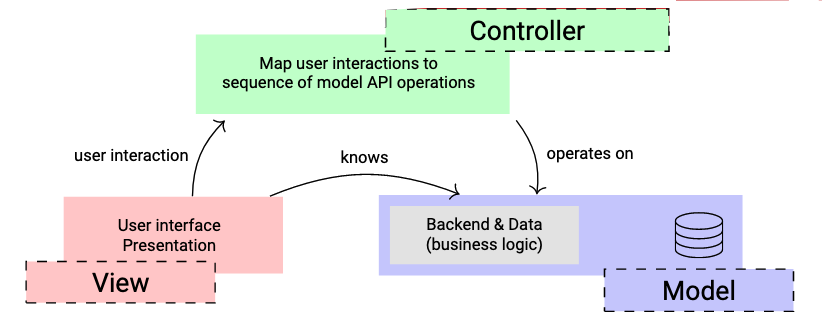 Controller
Map user interactions to
sequence of model API operations
user interaction
knows
operates on
User interface
Presentation
View
Backend & Data
(business logic)
Model